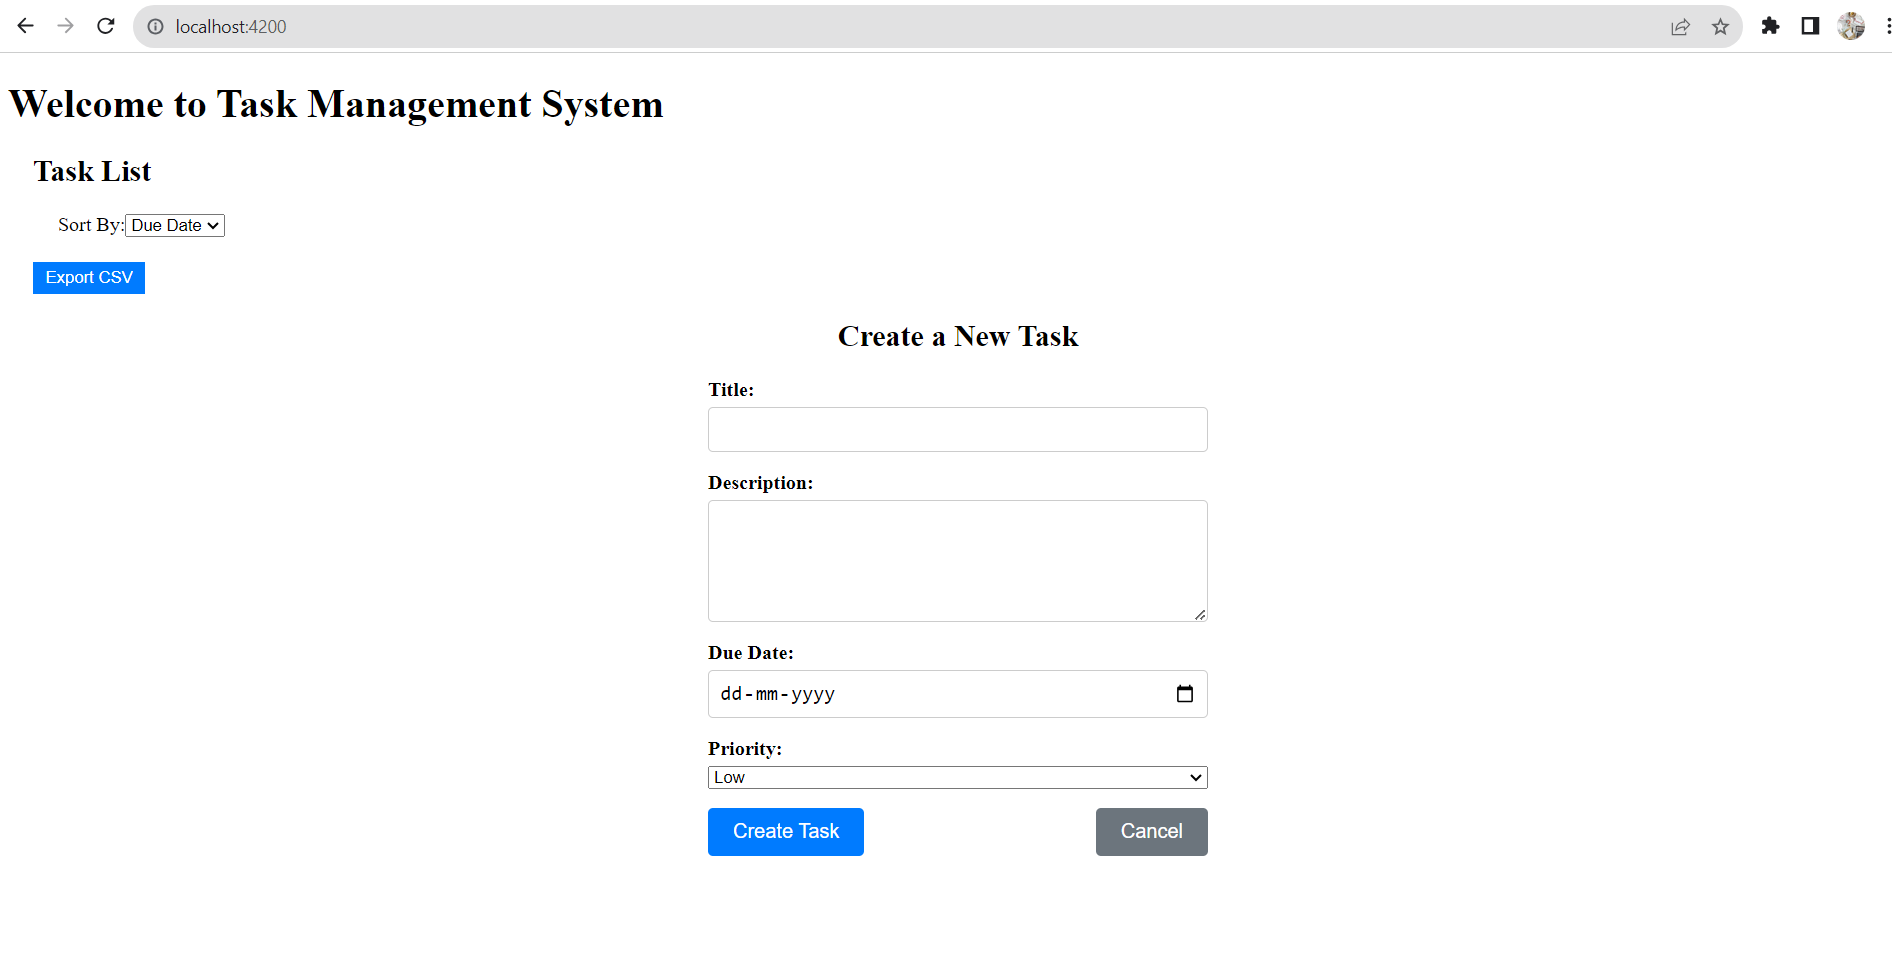 localhost:4200
Welcome to Task Management System
Task List
Sort By: Due Date
Export CSV
Create a New Task
Title:
Description:
Due Date:
dd-mm-yyyy
Priority:
Low
Create Task Cancel